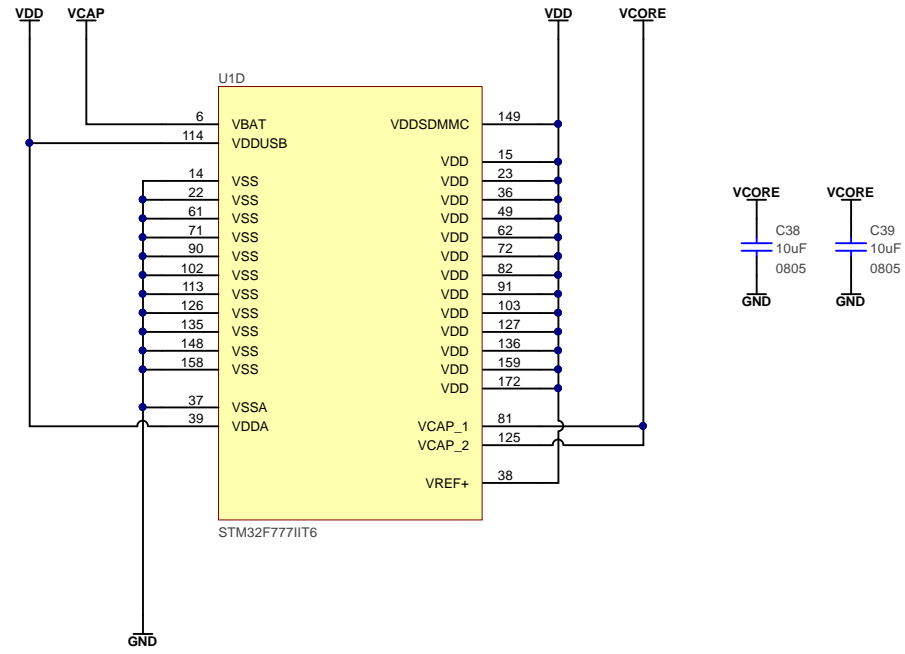 VDD VCAP VDD VCORE
U1D
6 VBAT VDDSDMMC 149
114 VDDUSB
VDD 15
14 VSS VDD 23
22 VSS VDD 36
61 VSS VDD 49
71 VSS VDD 62
90 VSS VDD 72
102 VSS VDD 82
113 VSS VDD 91
126 VSS VDD 103
135 VSS VDD 127
148 VSS VDD 136
158 VSS VDD 159
VDD 172
37 VSSA
39 VDDA VCAP_1 81
VCAP_2 125
VREF+ 38
STM32F777IIT6
GND
VCORE VCORE
C38 C39
10uF 10uF
0805 0805
GND GND